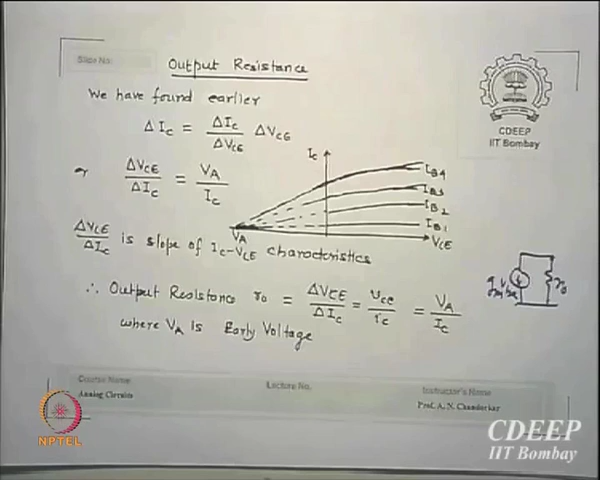 Slide No:
Output Resistance
We have found earlier
ΔIc = ΔIc/ΔVCE ΔVCE
or ΔVCE/ΔIc = VA/Ic
Ic
IB4
IB3
IB2
IB1
VA
VCE
ΔVCE/ΔIc is slope of Ic-VCE characteristics
∴ Output Resistance ro = ΔVCE/ΔIc = vce/ic = VA/Ic
where VA is Early Voltage
gmvbe
ro
CDEEP
IIT Bombay
Course Name
Analog Circuits
Lecture No.
Instructor's Name
Prof. A. N. Chandorkar
NPTEL
CDEEP
IIT Bombay